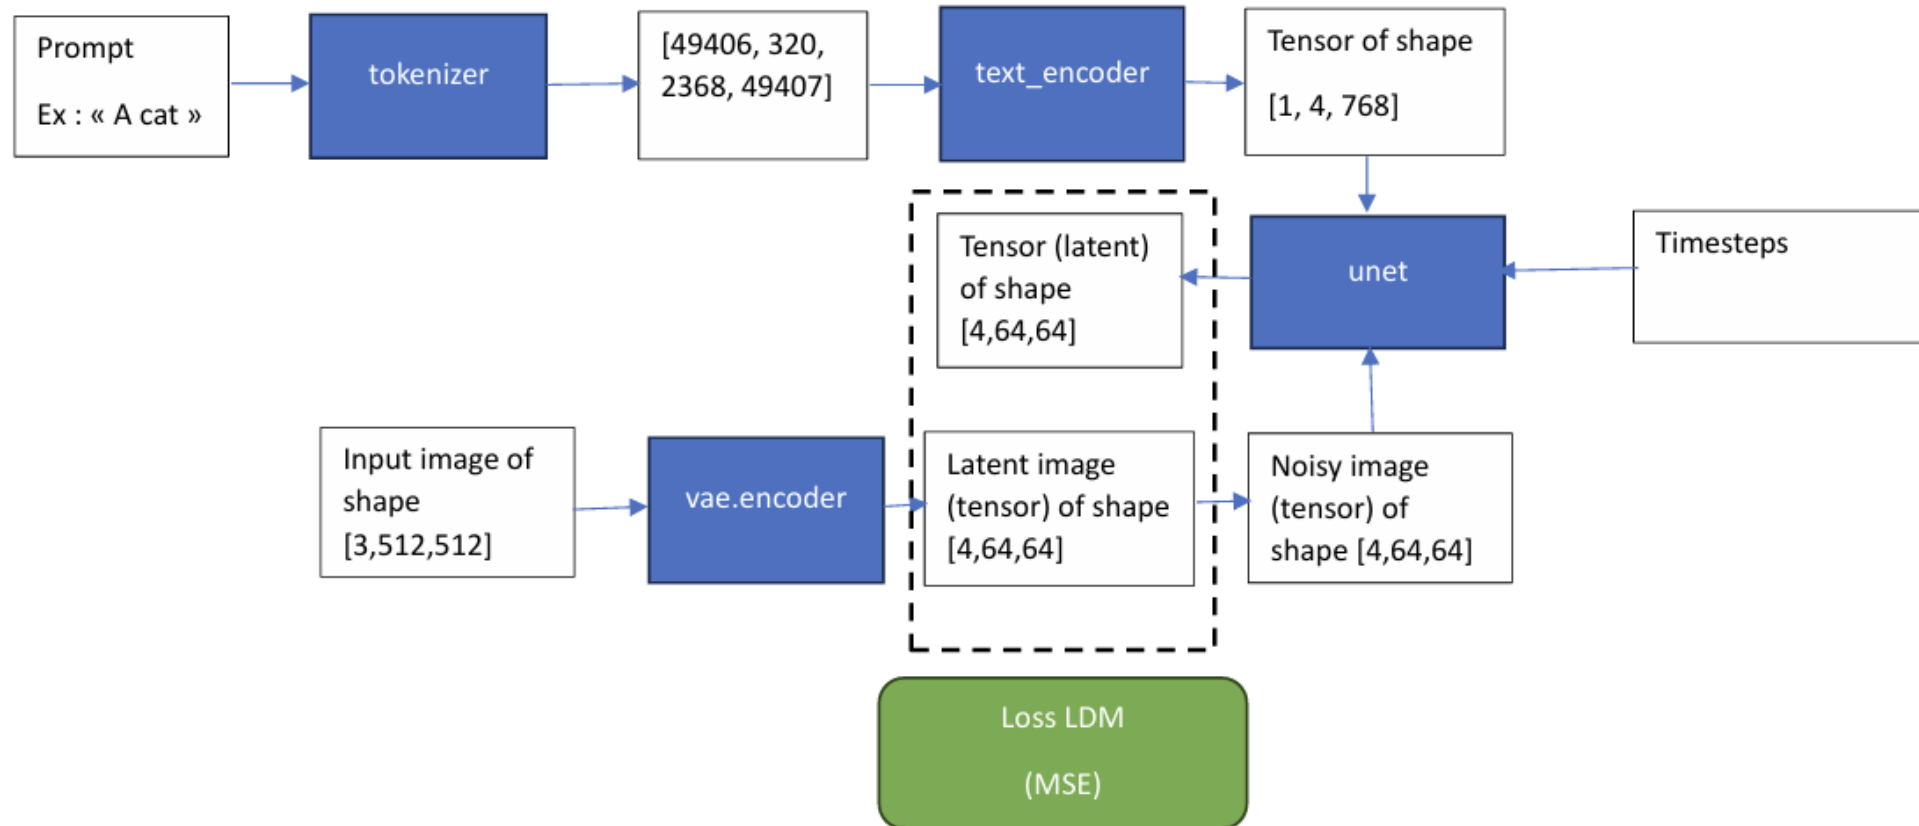 Prompt
Ex : « A cat »
tokenizer
[49406, 320,
2368, 49407]
text_encoder
Tensor of shape
[1, 4, 768]
Tensor (latent)
of shape
[4,64,64]
unet
Timesteps
Input image of
shape
[3,512,512]
vae.encoder
Latent image
(tensor) of shape
[4,64,64]
Noisy image
(tensor) of
shape [4,64,64]
Loss LDM
(MSE)